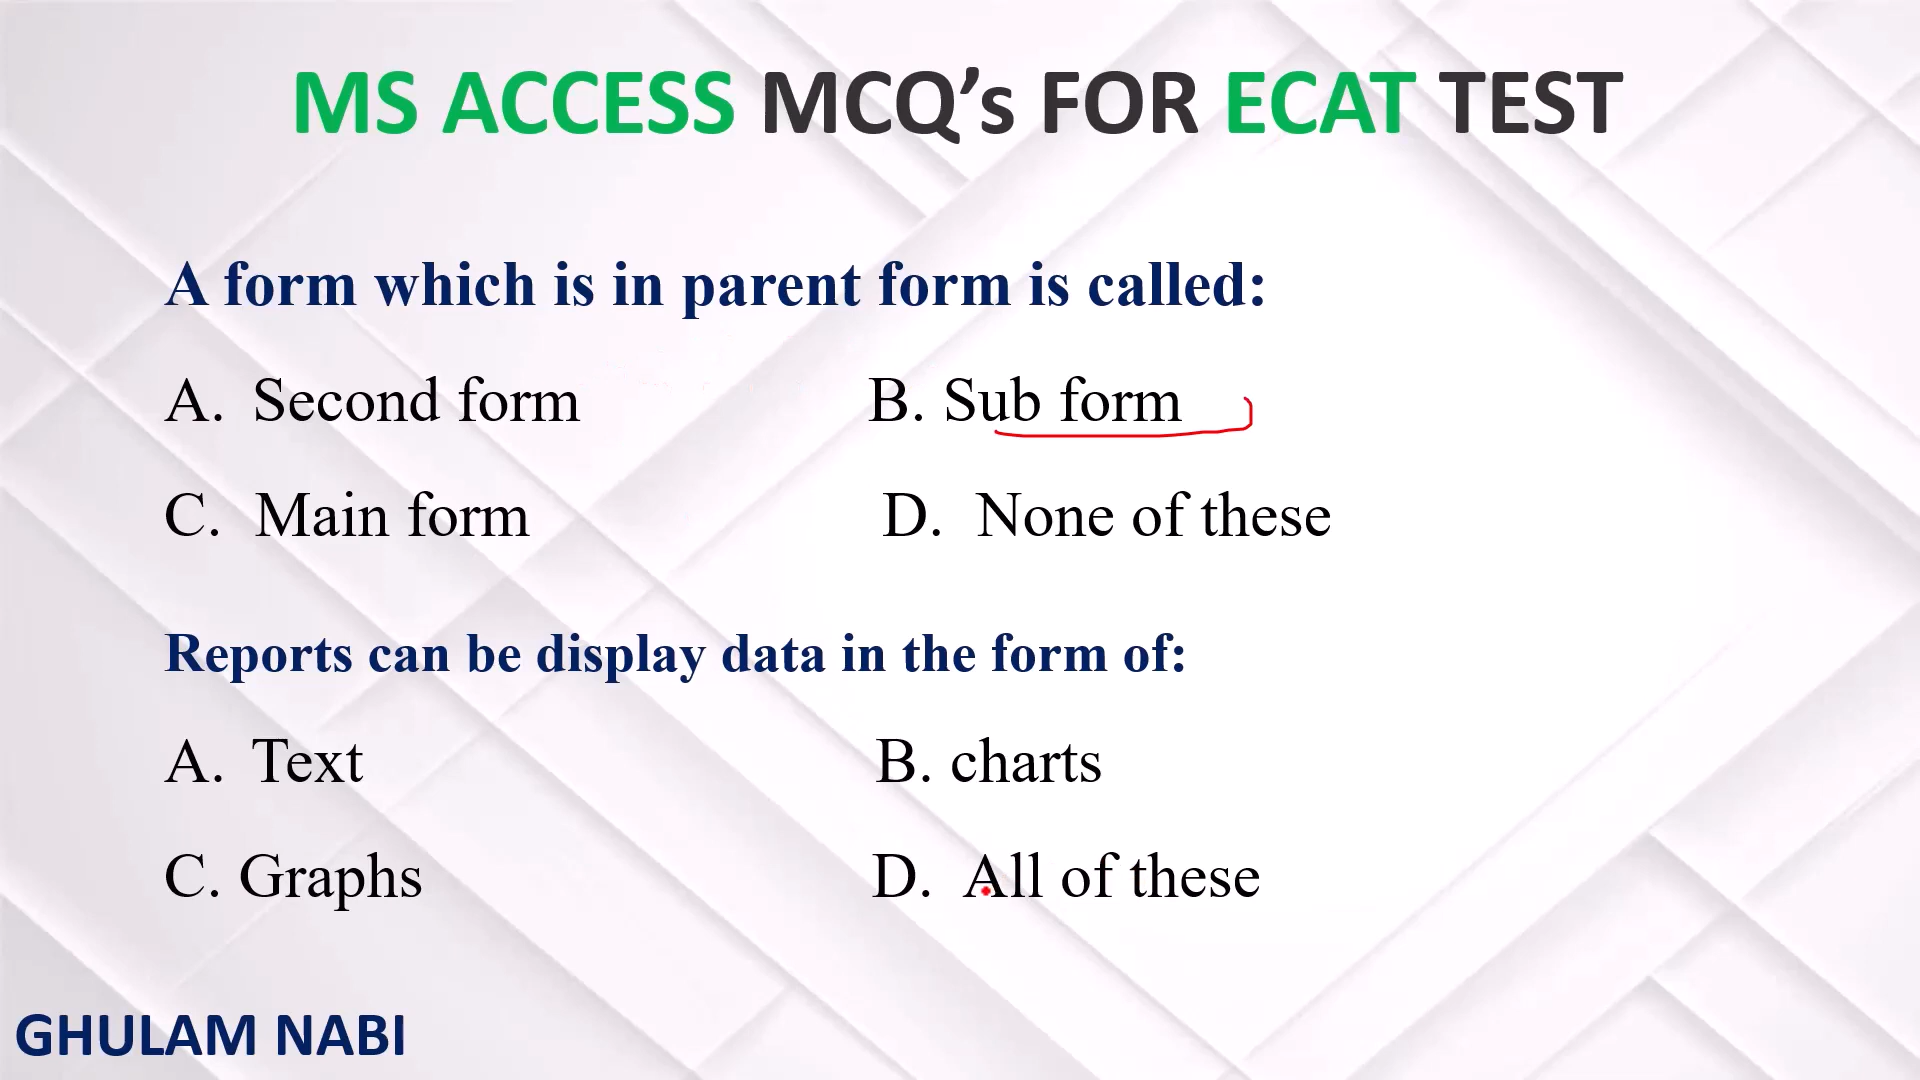 MS ACCESS MCQ’s FOR ECAT TEST
A form which is in parent form is called:
A. Second form B. Sub form
C. Main form D. None of these
Reports can be display data in the form of:
A. Text B. charts
C. Graphs D. All of these
GHULAM NABI